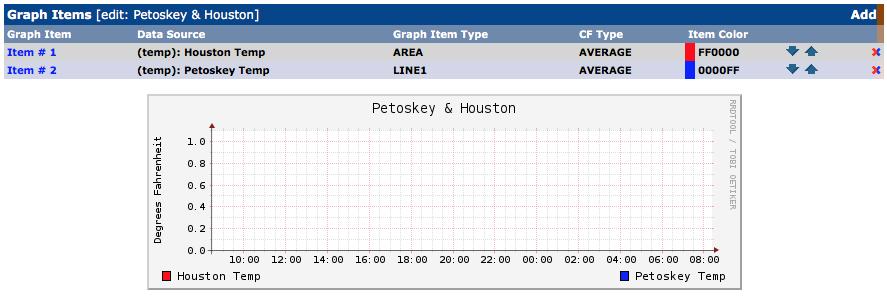 Graph Items [edit: Petoskey & Houston] Add
Graph Item Data Source Graph Item Type CF Type Item Color
Item # 1 (temp): Houston Temp AREA AVERAGE FF0000
Item # 2 (temp): Petoskey Temp LINE1 AVERAGE 0000FF
Petoskey & Houston
RRDTOOL / TOBI OETIKER
Degrees Fahrenheit
1.0
0.8
0.6
0.4
0.2
0.0
10:00 12:00 14:00 16:00 18:00 20:00 22:00 00:00 02:00 04:00 06:00 08:00
Houston Temp Petoskey Temp